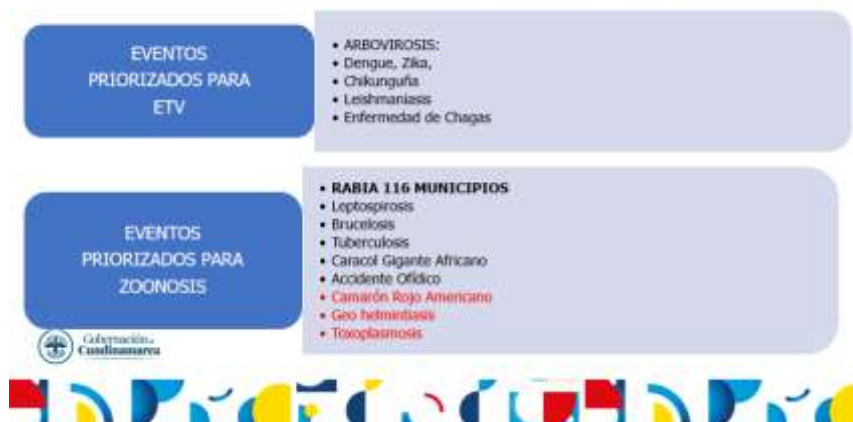 EVENTOS
PRIORIZADOS PARA
ETV
• ARBOVIROSIS:
• Dengue, Zika,
• Chikunguña
• Leishmaniasis
• Enfermedad de Chagas
EVENTOS
PRIORIZADOS PARA
ZOONOSIS
• RABIA 116 MUNICIPIOS
• Leptospirosis
• Brucelosis
• Tuberculosis
• Caracol Gigante Africano
• Accidente Ofídico
• Camarón Rojo Americano
• Geo helmintiasis
• Toxoplasmosis
Gobernación de
Cundinamarca